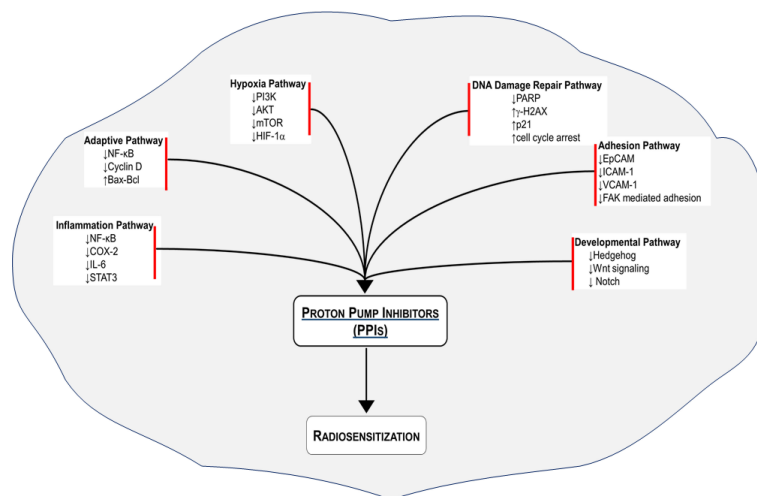 Hypoxia Pathway
↓PI3K
↓AKT
↓mTOR
↓HIF-1α
DNA Damage Repair Pathway
↓PARP
↑γ-H2AX
↑p21
↑cell cycle arrest
Adaptive Pathway
↓NF-κB
↓Cyclin D
↑Bax-Bcl
Adhesion Pathway
↓EpCAM
↓ICAM-1
↓VCAM-1
↓FAK mediated adhesion
Inflammation Pathway
↓NF-κB
↓COX-2
↓IL-6
↓STAT3
Developmental Pathway
↓Hedgehog
↓Wnt signaling
↓ Notch
PROTON PUMP INHIBITORS
(PPIs)
RADIOSENSITIZATION